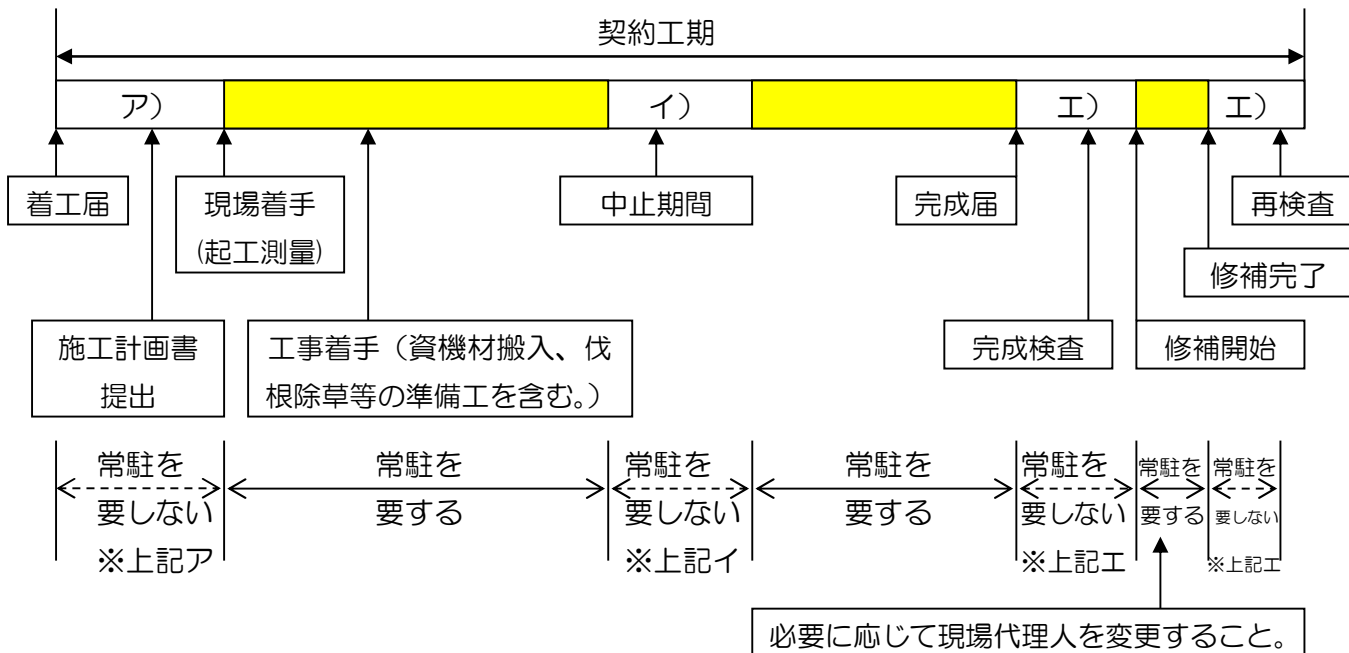 契約工期
ア）
イ）
エ）
エ）
着工届
現場着手
(起工測量)
中止期間
完成届
再検査
修補完了
施工計画書
提出
工事着手（資機材搬入、伐
根除草等の準備工を含む。）
完成検査
修補開始
常駐を
要しない
※上記ア
常駐を
要する
常駐を
要しない
※上記イ
常駐を
要する
常駐を
要しない
※上記エ
常駐を
要する
常駐を
要しない
※上記エ
必要に応じて現場代理人を変更すること。